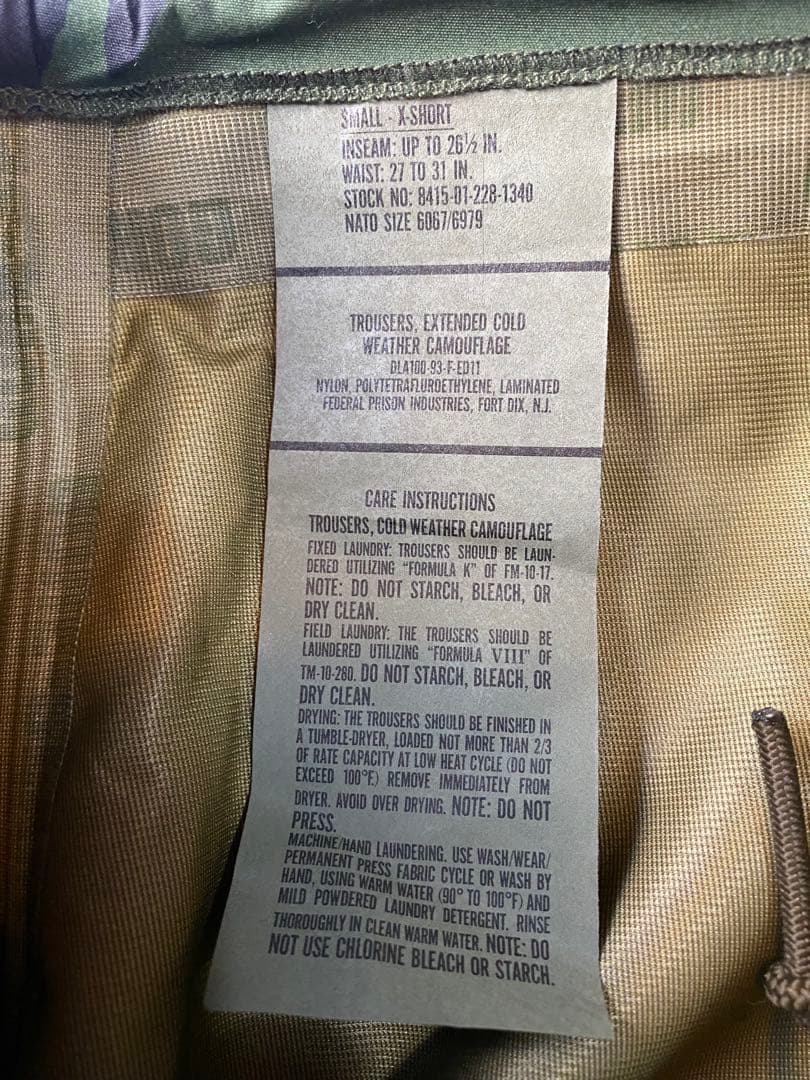 SMALL - X-SHORT
INSEAM: UP TO 26½ IN.
WAIST: 27 TO 31 IN.
STOCK NO: 8415-01-228-1340
NATO SIZE 6067/6979
TROUSERS, EXTENDED COLD
WEATHER CAMOUFLAGE
DLA100-93-F-ED11
NYLON, POLYTETRAFLUROETHYLENE, LAMINATED
FEDERAL PRISON INDUSTRIES, FORT DIX, N.J.
CARE INSTRUCTIONS
TROUSERS, COLD WEATHER CAMOUFLAGE
FIXED LAUNDRY: TROUSERS SHOULD BE LAUN-
DERED UTILIZING "FORMULA K" OF FM-10-17.
NOTE: DO NOT STARCH, BLEACH, OR
DRY CLEAN.
FIELD LAUNDRY: THE TROUSERS SHOULD BE
LAUNDERED UTILIZING "FORMULA VIII" OF
TM-10-280. DO NOT STARCH, BLEACH, OR
DRY CLEAN.
DRYING: THE TROUSERS SHOULD BE FINISHED IN
A TUMBLE-DRYER, LOADED NOT MORE THAN 2/3
OF RATE CAPACITY AT LOW HEAT CYCLE (DO NOT
EXCEED 100°F.) REMOVE IMMEDIATELY FROM
DRYER. AVOID OVER DRYING. NOTE: DO NOT
PRESS.
MACHINE/HAND LAUNDERING. USE WASH/WEAR/
PERMANENT PRESS FABRIC CYCLE OR WASH BY
HAND, USING WARM WATER (90° TO 100°F) AND
MILD POWDERED LAUNDRY DETERGENT. RINSE
THOROUGHLY IN CLEAN WARM WATER. NOTE: DO
NOT USE CHLORINE BLEACH OR STARCH.